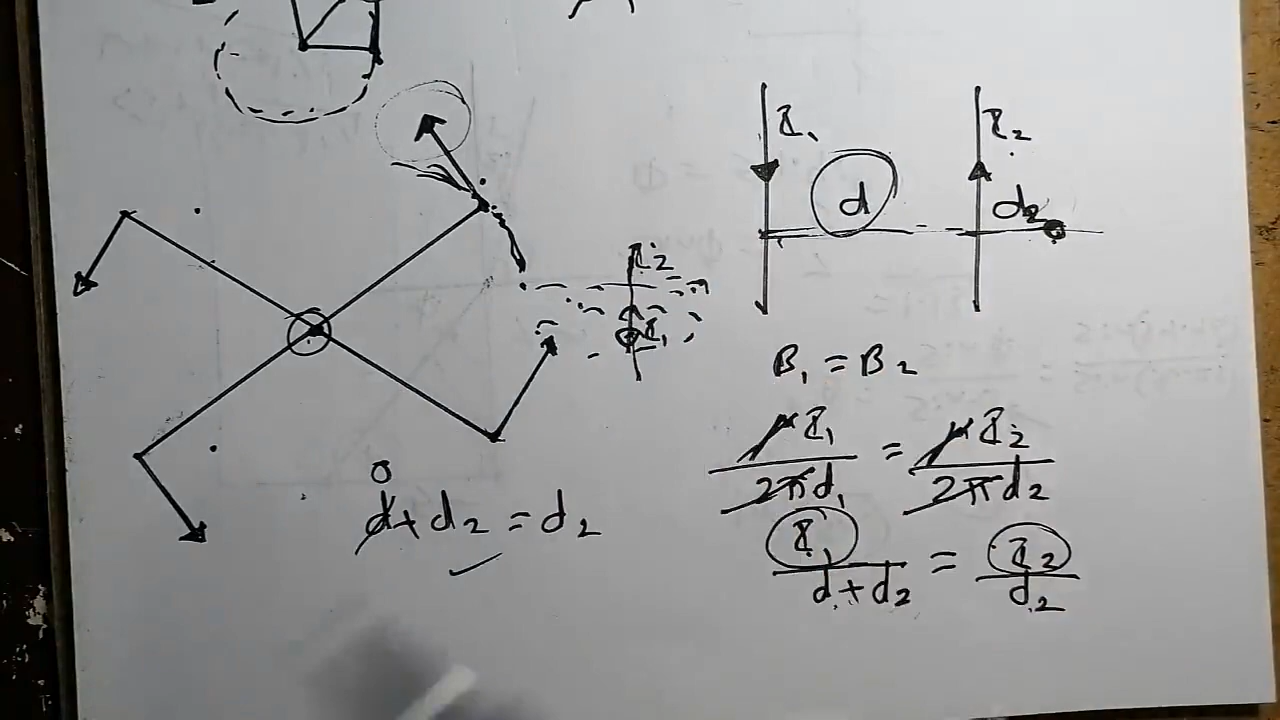 I₁ I₂
d d₂
I₂
I₁
B₁ = B₂
μI₁/2πd₁ = μI₂/2πd₂
0
d + d₂ = d₂
I₁/d + d₂ = I₂/d₂